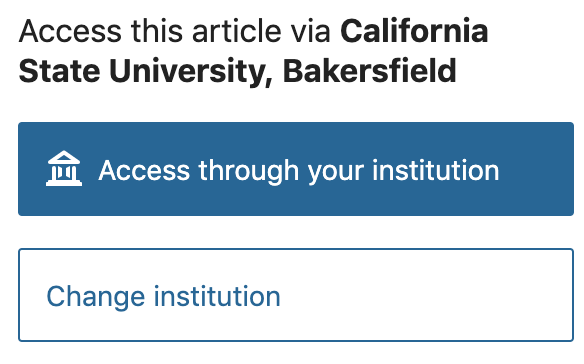 Access this article via California
State University, Bakersfield
Access through your institution
Change institution